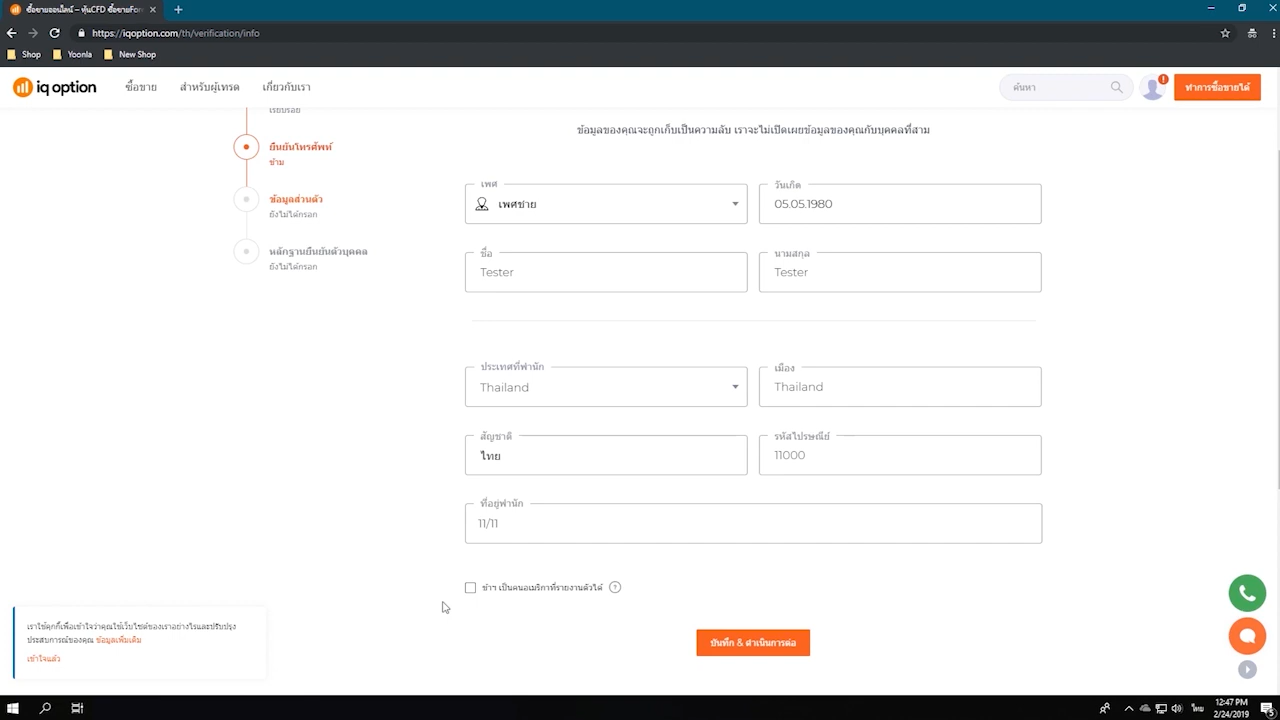 ซื้อขายออนไลน์ – หุ้นCFD ซื้อขายFor
https://iqoption.com/th/verification/info
Shop
Yoonla
New Shop
iq option
ซื้อขาย
สำหรับผู้เทรด
เกี่ยวกับเรา
ค้นหา
ทำการซื้อขายได้
เรียบร้อย
ข้อมูลของคุณจะถูกเก็บเป็นความลับ เราจะไม่เปิดเผยข้อมูลของคุณกับบุคคลที่สาม
ยืนยันโทรศัพท์
ข้าม
ข้อมูลส่วนตัว
ยังไม่ได้กรอก
หลักฐานยืนยันตัวบุคคล
ยังไม่ได้กรอก
เพศ
เพศชาย
วันเกิด
05.05.1980
ชื่อ
Tester
นามสกุล
Tester
ประเทศที่พำนัก
Thailand
เมือง
Thailand
สัญชาติ
ไทย
รหัสไปรษณีย์
11000
ที่อยู่พำนัก
11/11
ข้าฯ เป็นคนอเมริกาที่รายงานตัวได้ ?
บันทึก & ดำเนินการต่อ
เราใช้คุกกี้เพื่อเข้าใจว่าคุณใช้เว็บไซต์ของเราอย่างไรและปรับปรุง
ประสบการณ์ของคุณ ข้อมูลเพิ่มเติม
เข้าใจแล้ว
ไทย
12:47 PM
2/24/2019
5